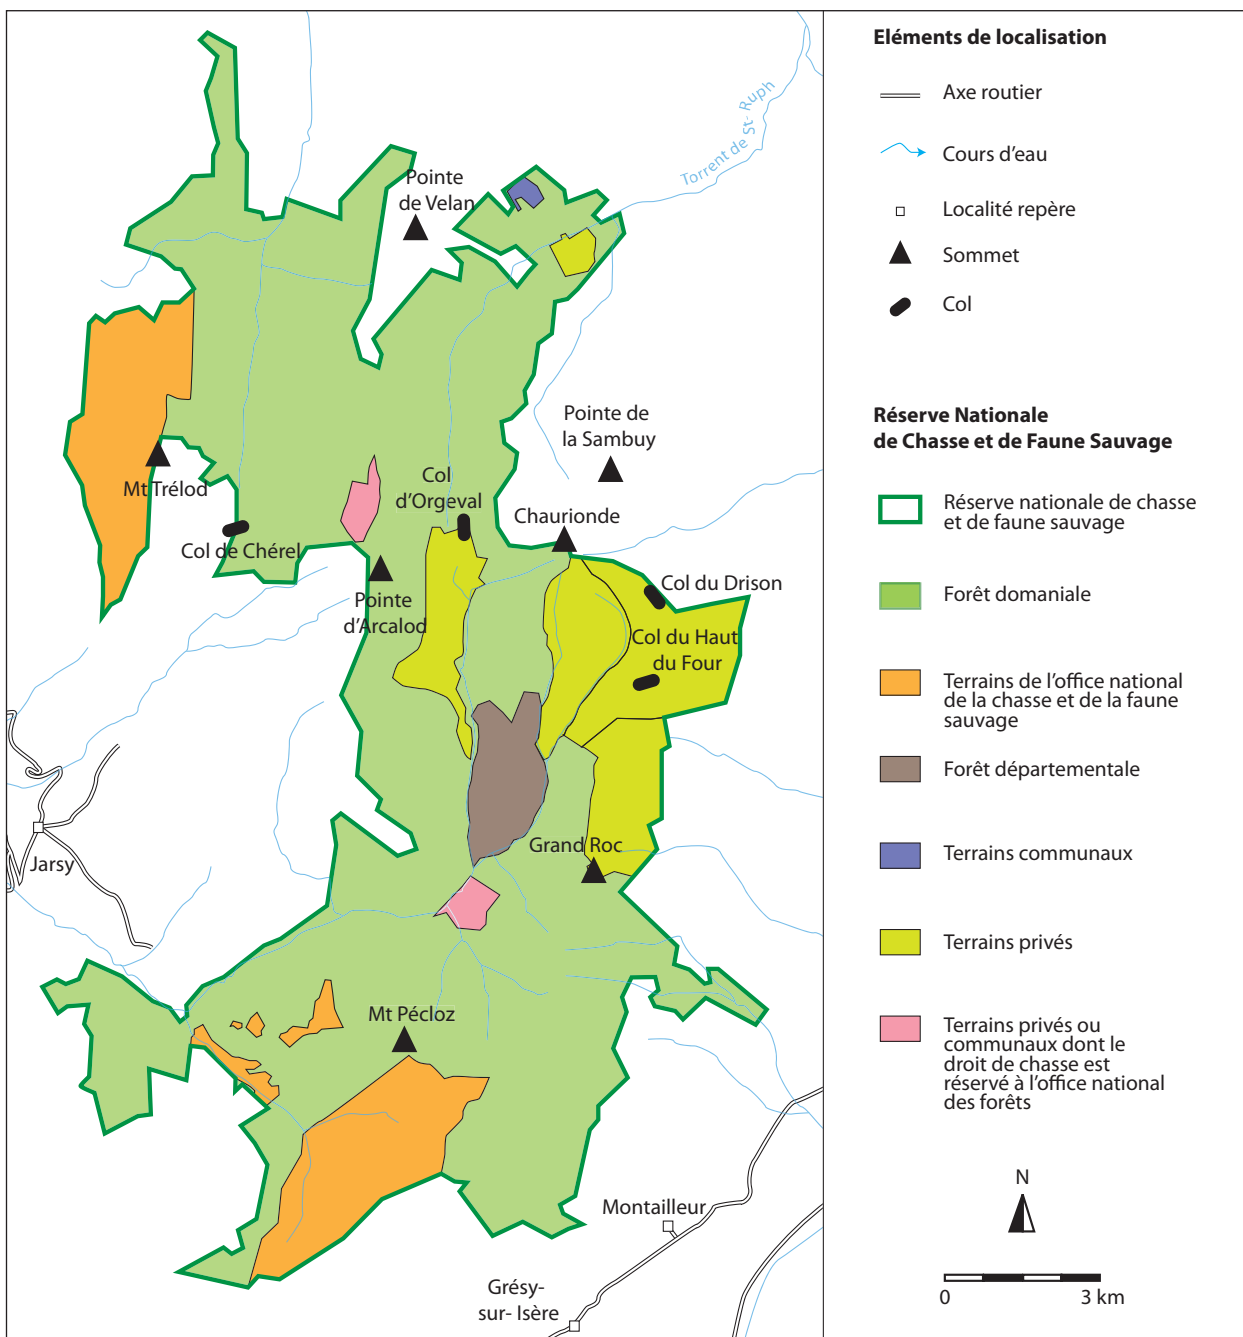 Torrent de St- Ruph
Pointe
de Velan
Pointe de
la Sambuy
Mt Trélod
Col
d'Orgeval
Chaurionde
Col de Chérel
Pointe
d'Arcalod
Col du Drison
Col du Haut
du Four
Jarsy
Grand Roc
Mt Pécloz
Montailleur
Grésy-
sur- Isère
Eléments de localisation
Axe routier
Cours d'eau
Localité repère
Sommet
Col
Réserve Nationale
de Chasse et de Faune Sauvage
Réserve nationale de chasse
et de faune sauvage
Forêt domaniale
Terrains de l'office national
de la chasse et de la faune
sauvage
Forêt départementale
Terrains communaux
Terrains privés
Terrains privés ou
communaux dont le
droit de chasse est
réservé à l'office national
des forêts
N
0 3 km